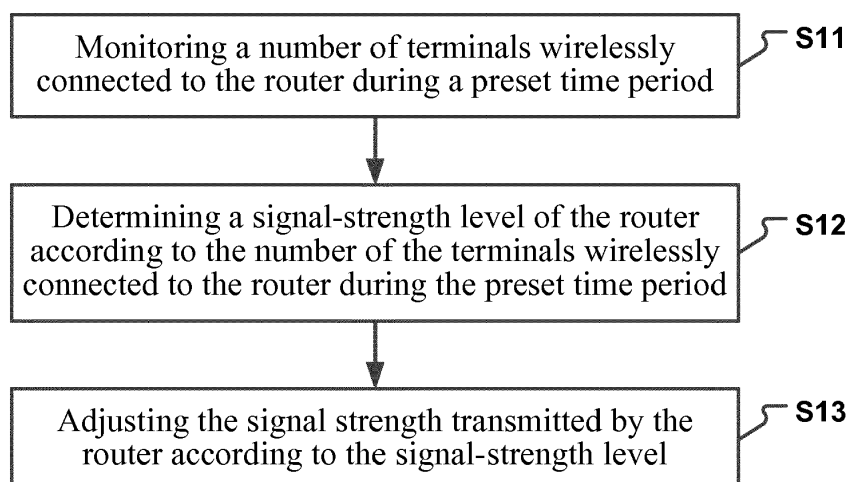 Monitoring a number of terminals wirelessly
connected to the router during a preset time period
S11
Determining a signal-strength level of the router
according to the number of the terminals wirelessly
connected to the router during the preset time period
S12
Adjusting the signal strength transmitted by the
router according to the signal-strength level
S13